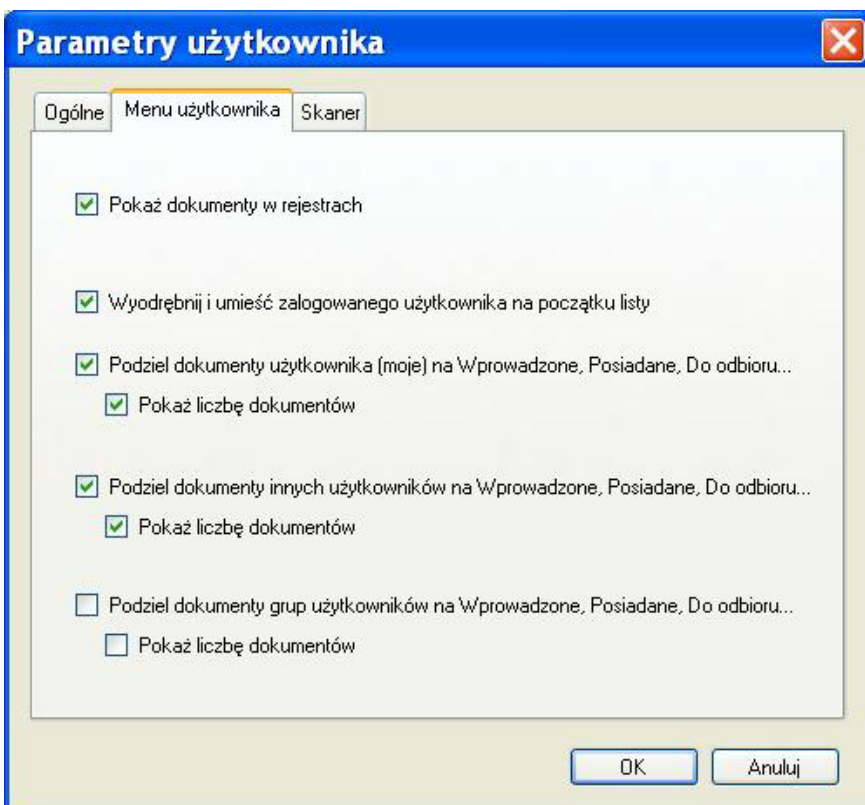 Parametry użytkownika
Ogólne Menu użytkownika Skaner
Pokaż dokumenty w rejestrach
Wyodrębnij i umieść zalogowanego użytkownika na początku listy
Podziel dokumenty użytkownika (moje) na Wprowadzone, Posiadane, Do odbioru...
Pokaż liczbę dokumentów
Podziel dokumenty innych użytkowników na Wprowadzone, Posiadane, Do odbioru...
Pokaż liczbę dokumentów
Podziel dokumenty grup użytkowników na Wprowadzone, Posiadane, Do odbioru...
Pokaż liczbę dokumentów
OK Anuluj